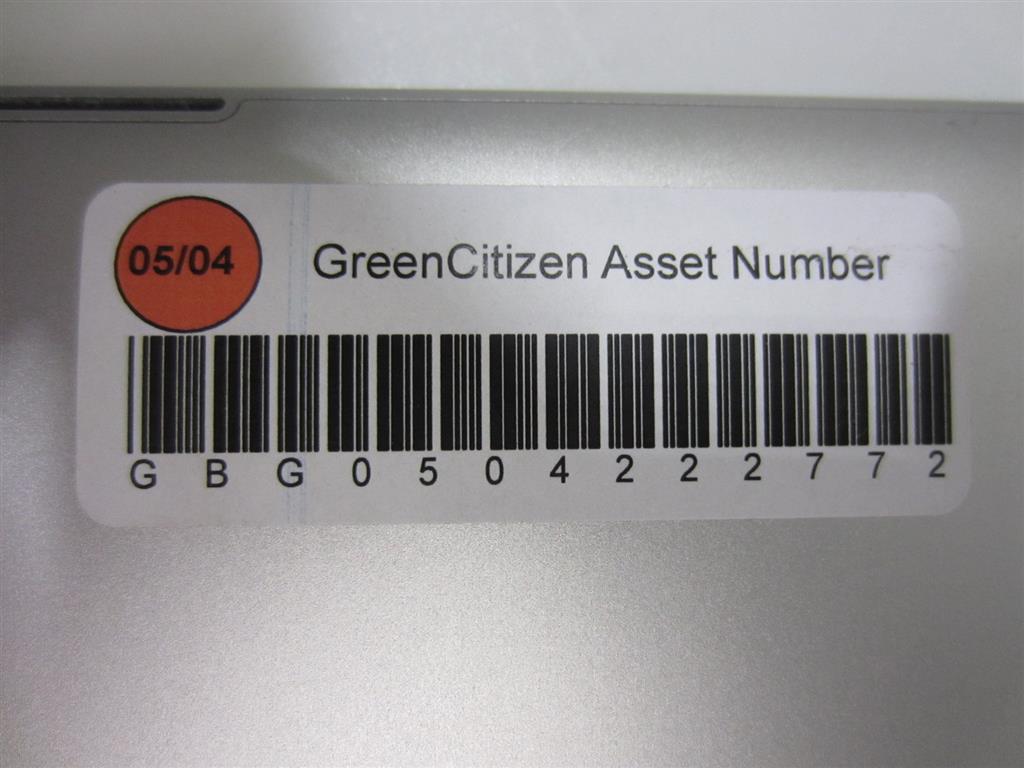 05/04
GreenCitizen Asset Number
G B G 0 5 0 4 2 2 2 7 7 2